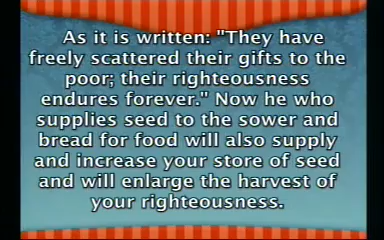 As it is written: "They have
freely scattered their gifts to the
poor; their righteousness
endures forever." Now he who
supplies seed to the sower and
bread for food will also supply
and increase your store of seed
and will enlarge the harvest of
your righteousness.